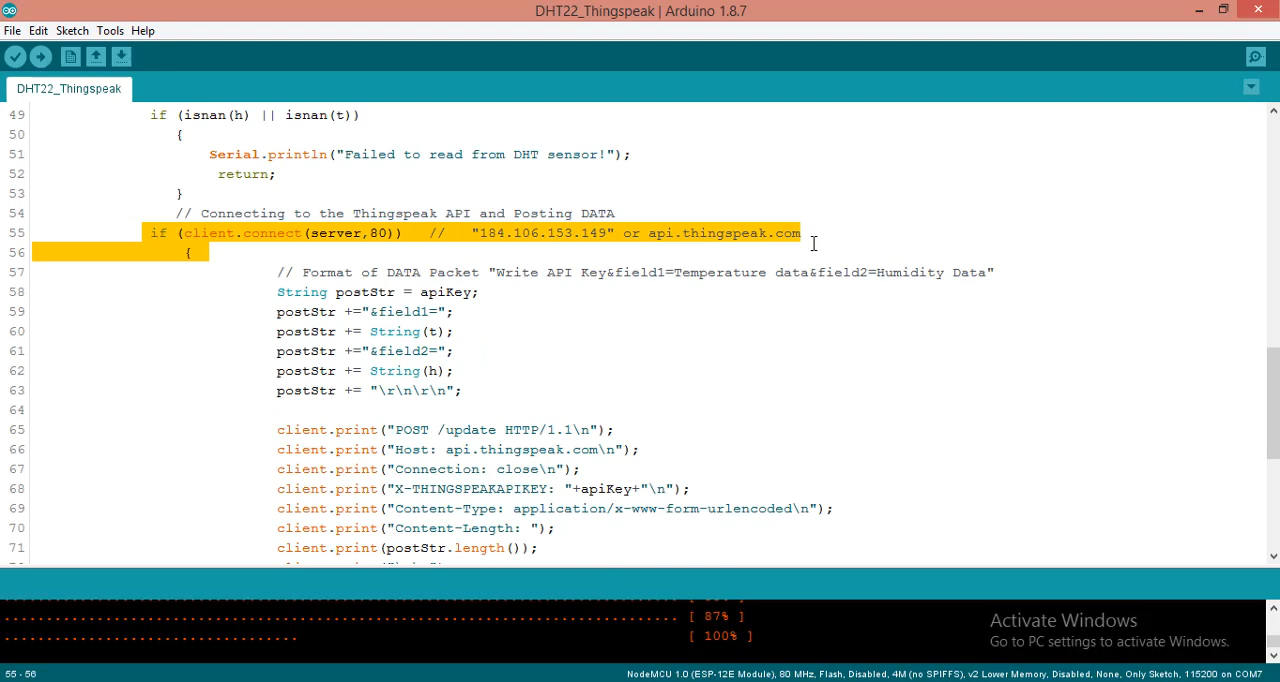 DHT22_Thingspeak | Arduino 1.8.7
File Edit Sketch Tools Help
DHT22_Thingspeak
49 if (isnan(h) || isnan(t))
50 {
51 Serial.println("Failed to read from DHT sensor!");
52 return;
53 }
54 // Connecting to the Thingspeak API and Posting DATA
55 if (client.connect(server,80)) // "184.106.153.149" or api.thingspeak.com
56 {
57 // Format of DATA Packet "Write API Key&field1=Temperature data&field2=Humidity Data"
58 String postStr = apiKey;
59 postStr +="&field1=";
60 postStr += String(t);
61 postStr +="&field2=";
62 postStr += String(h);
63 postStr += "\r\n\r\n";
64
65 client.print("POST /update HTTP/1.1\n");
66 client.print("Host: api.thingspeak.com\n");
67 client.print("Connection: close\n");
68 client.print("X-THINGSPEAKAPIKEY: "+apiKey+"\n");
69 client.print("Content-Type: application/x-www-form-urlencoded\n");
70 client.print("Content-Length: ");
71 client.print(postStr.length());
................................................................................ [ 87% ]
................................... [ 100% ]
Activate Windows
Go to PC settings to activate Windows.
55 - 56
NodeMCU 1.0 (ESP-12E Module), 80 MHz, Flash, Disabled, 4M (no SPIFFS), v2 Lower Memory, Disabled, None, Only Sketch, 115200 on COM7